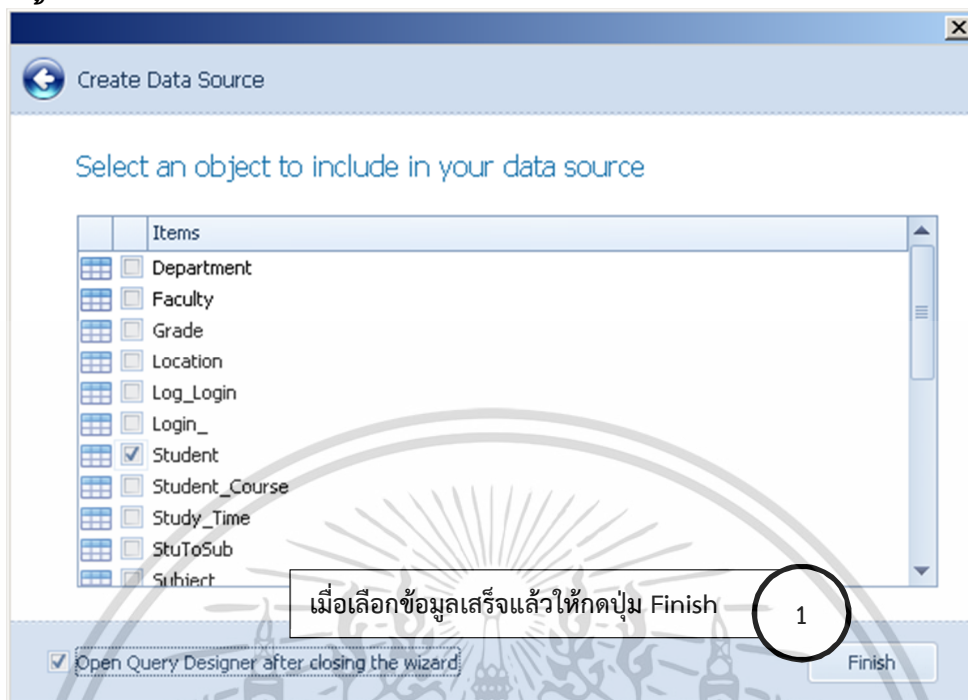 Create Data Source
Select an object to include in your data source
Items
Department
Faculty
Grade
Location
Log_Login
Login_
Student
Student_Course
Study_Time
StuToSub
Subject
เมื่อเลือกข้อมูลเสร็จแล้วให้กดปุ่ม Finish
1
Open Query Designer after closing the wizard
Finish